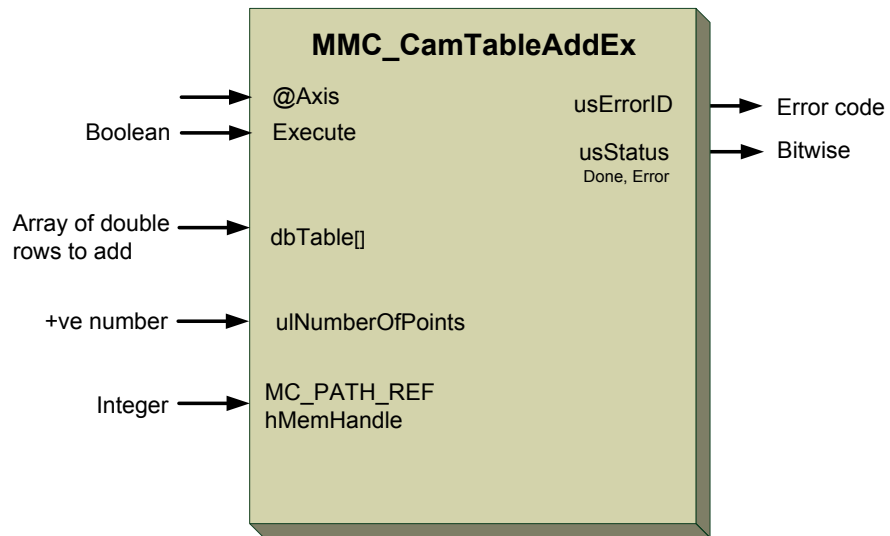 MMC_CamTableAddEx
@Axis
usErrorID
Error code
Boolean
Execute
usStatus
Bitwise
Done, Error
Array of double
rows to add
dbTable[]
+ve number
ulNumberOfPoints
Integer
MC_PATH_REF
hMemHandle